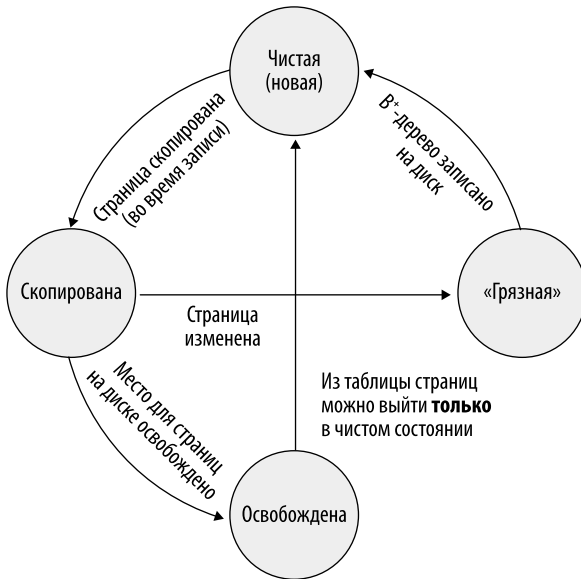 Чистая
(новая)
Страница скопирована
(во время записи)
B⁺-дерево записано
на диск
Скопирована
«Грязная»
Страница
изменена
Место для страниц
на диске освобождено
Из таблицы страниц
можно выйти только
в чистом состоянии
Освобождена